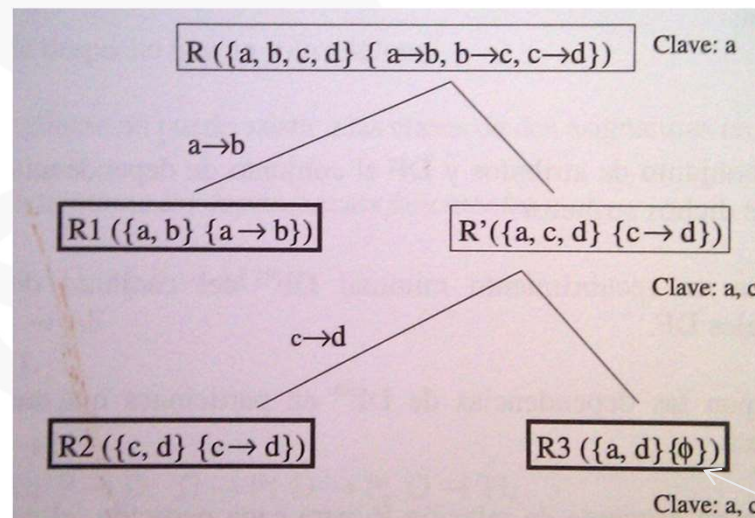 R ({a, b, c, d} { a→b, b→c, c→d}) Clave: a
a→b
R1 ({a, b} {a → b})
R'({a, c, d} {c → d})
Clave: a, c
c→d
R2 ({c, d} {c → d})
R3 ({a, d}{ϕ})
Clave: a,